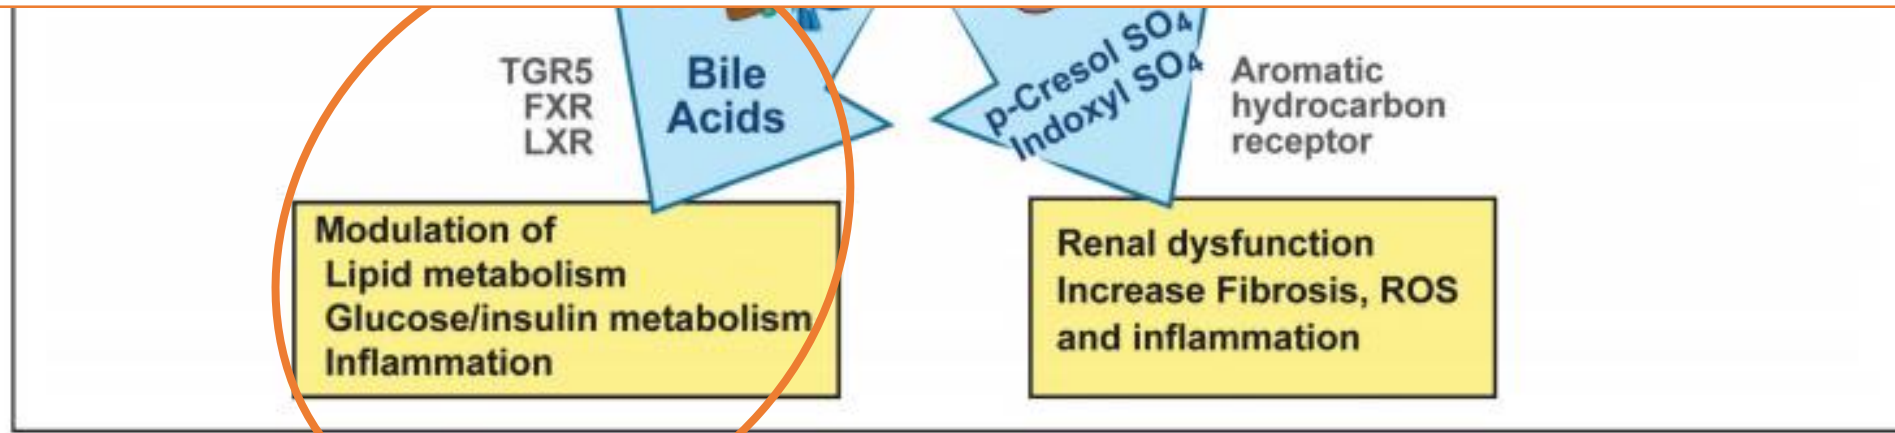 TGR5
FXR
LXR
Bile
Acids
p-Cresol SO4
Indoxyl SO4
Aromatic
hydrocarbon
receptor
Modulation of
Lipid metabolism
Glucose/insulin metabolism
Inflammation
Renal dysfunction
Increase Fibrosis, ROS
and inflammation